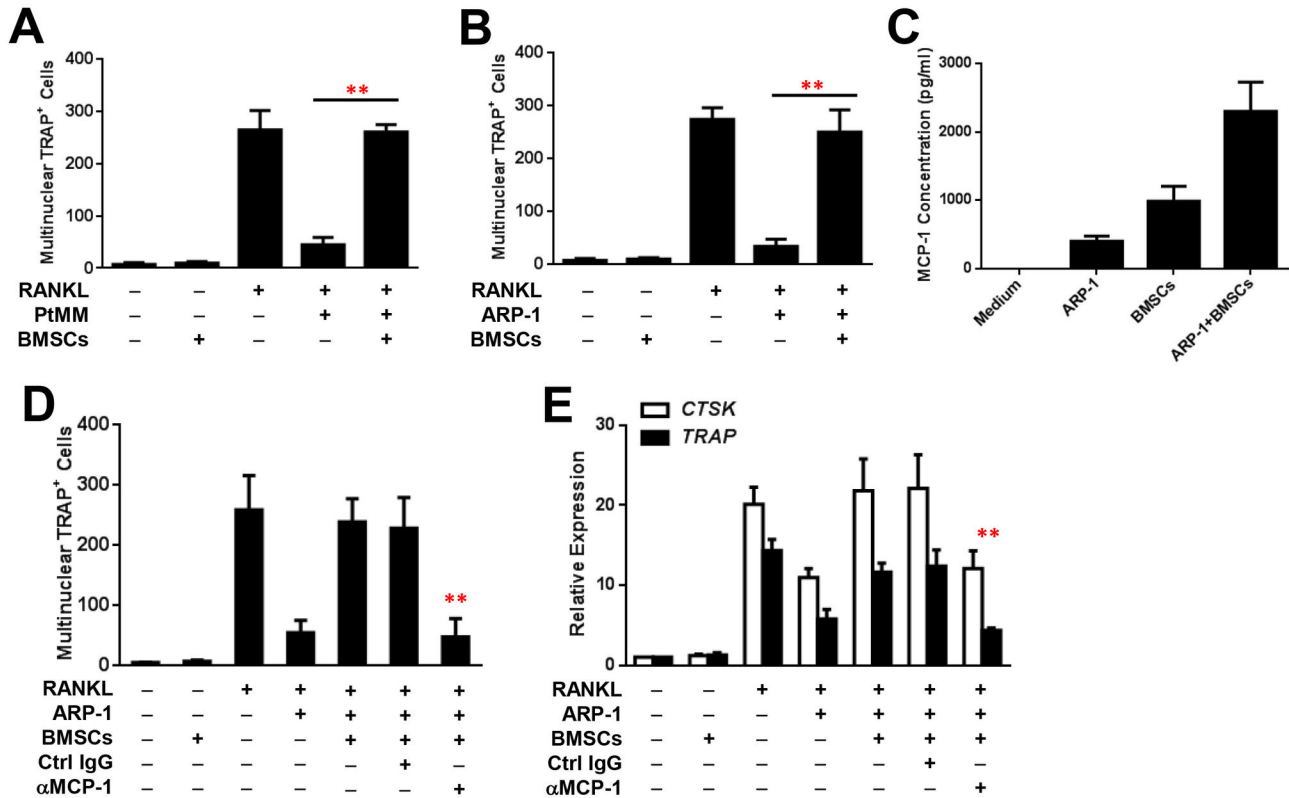 A
Multinuclear TRAP+ Cells
400
300
200
100
0
**
RANKL – – + + +
PtMM – – – + +
BMSCs – + – – +
B
Multinuclear TRAP+ Cells
400
300
200
100
0
**
RANKL – – + + +
ARP-1 – – – + +
BMSCs – + – – +
C
MCP-1 Concentration (pg/ml)
3000
2000
1000
0
Medium
ARP-1
BMSCs
ARP-1+BMSCs
D
Multinuclear TRAP+ Cells
400
300
200
100
0
**
RANKL – – + + + + +
ARP-1 – – – + + + +
BMSCs – + – – + + +
Ctrl IgG – – – – – + –
αMCP-1 – – – – – – +
E
CTSK
TRAP
Relative Expression
30
20
10
0
**
RANKL – – + + + + +
ARP-1 – – – + + + +
BMSCs – + – – + + +
Ctrl IgG – – – – – + –
αMCP-1 – – – – – – +